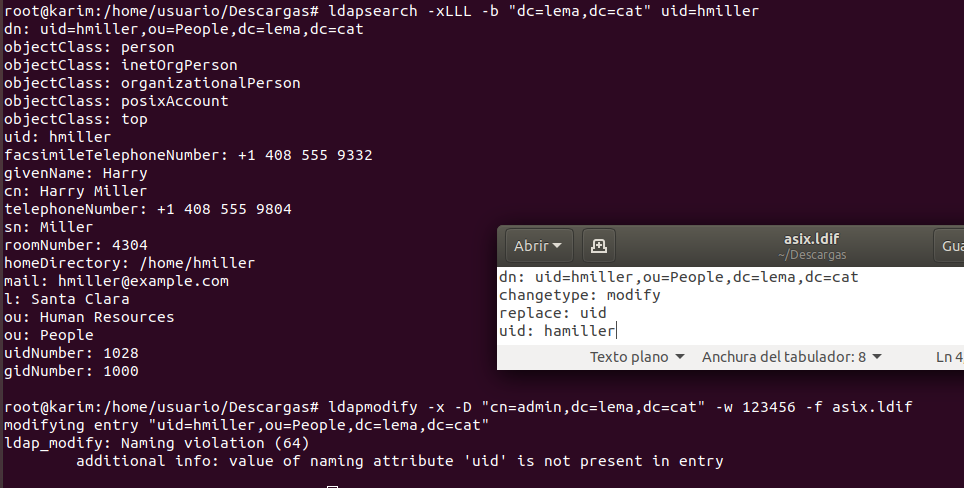 root@karim:/home/usuario/Descargas# ldapsearch -xLLL -b "dc=lema,dc=cat" uid=hmiller
dn: uid=hmiller,ou=People,dc=lema,dc=cat
objectClass: person
objectClass: inetOrgPerson
objectClass: organizationalPerson
objectClass: posixAccount
objectClass: top
uid: hmiller
facsimileTelephoneNumber: +1 408 555 9332
givenName: Harry
cn: Harry Miller
telephoneNumber: +1 408 555 9804
sn: Miller
roomNumber: 4304
homeDirectory: /home/hmiller
mail: hmiller@example.com
l: Santa Clara
ou: Human Resources
ou: People
uidNumber: 1028
gidNumber: 1000
Abrir
asix.ldif
~/Descargas
Gua
dn: uid=hmiller,ou=People,dc=lema,dc=cat
changetype: modify
replace: uid
uid: hamiller
Texto plano Anchura del tabulador: 8 Ln 4
root@karim:/home/usuario/Descargas# ldapmodify -x -D "cn=admin,dc=lema,dc=cat" -w 123456 -f asix.ldif
modifying entry "uid=hmiller,ou=People,dc=lema,dc=cat"
ldap_modify: Naming violation (64)
additional info: value of naming attribute 'uid' is not present in entry